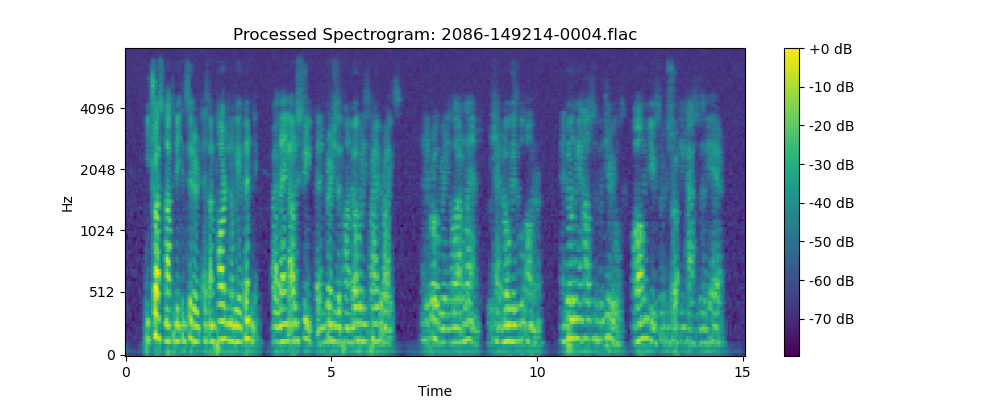 Processed Spectrogram: 2086-149214-0004.flac
Hz
4096
2048
1024
512
0
0 5 10 15
Time
+0 dB
-10 dB
-20 dB
-30 dB
-40 dB
-50 dB
-60 dB
-70 dB